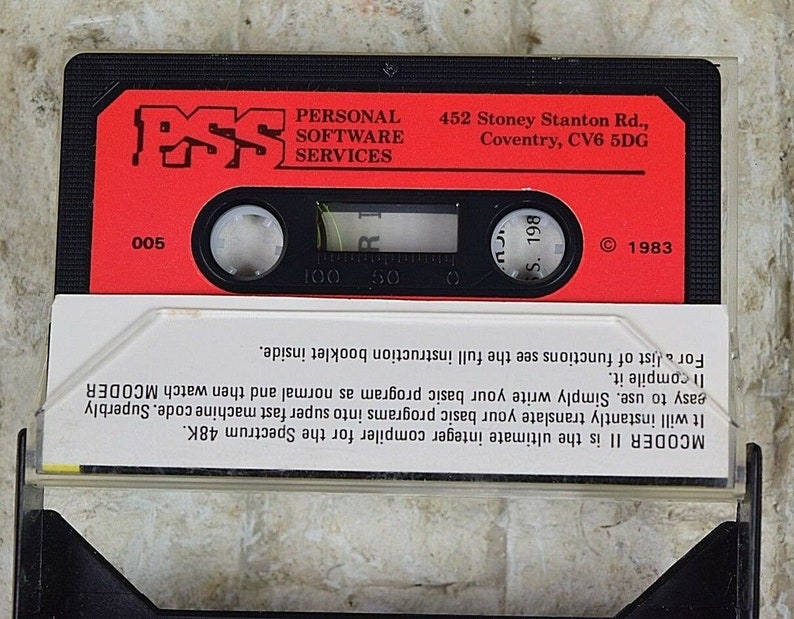 PSS
PERSONAL
SOFTWARE
SERVICES
452 Stoney Stanton Rd.,
Coventry, CV6 5DG
005
© 1983
R I
S. 198
100 50 0
MCODER II is the ultimate integer compiler for the Spectrum 48K.
It will instantly translate your basic programs into super fast machine code. Superbly
easy to use. Simply write your basic program as normal and then watch MCODER
II compile it.
For a list of functions see the full instruction booklet inside.